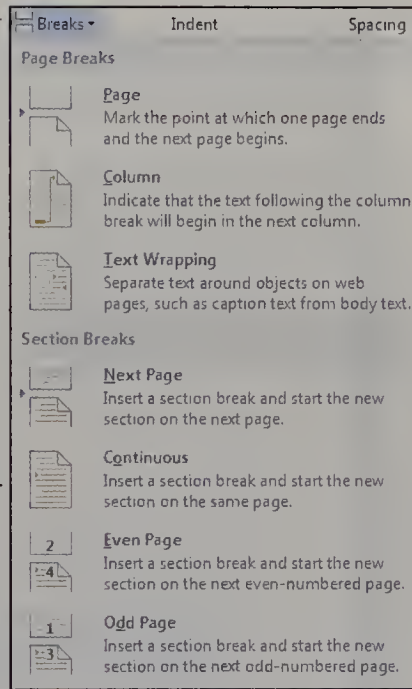 Breaks Indent Spacing
Page Breaks
Page
Mark the point at which one page ends
and the next page begins.
Column
Indicate that the text following the column
break will begin in the next column.
Text Wrapping
Separate text around objects on web
pages, such as caption text from body text.
Section Breaks
Next Page
Insert a section break and start the new
section on the next page.
Continuous
Insert a section break and start the new
section on the same page.
2
Even Page
4
Insert a section break and start the new
section on the next even-numbered page.
1
Odd Page
3
Insert a section break and start the new
section on the next odd-numbered page.